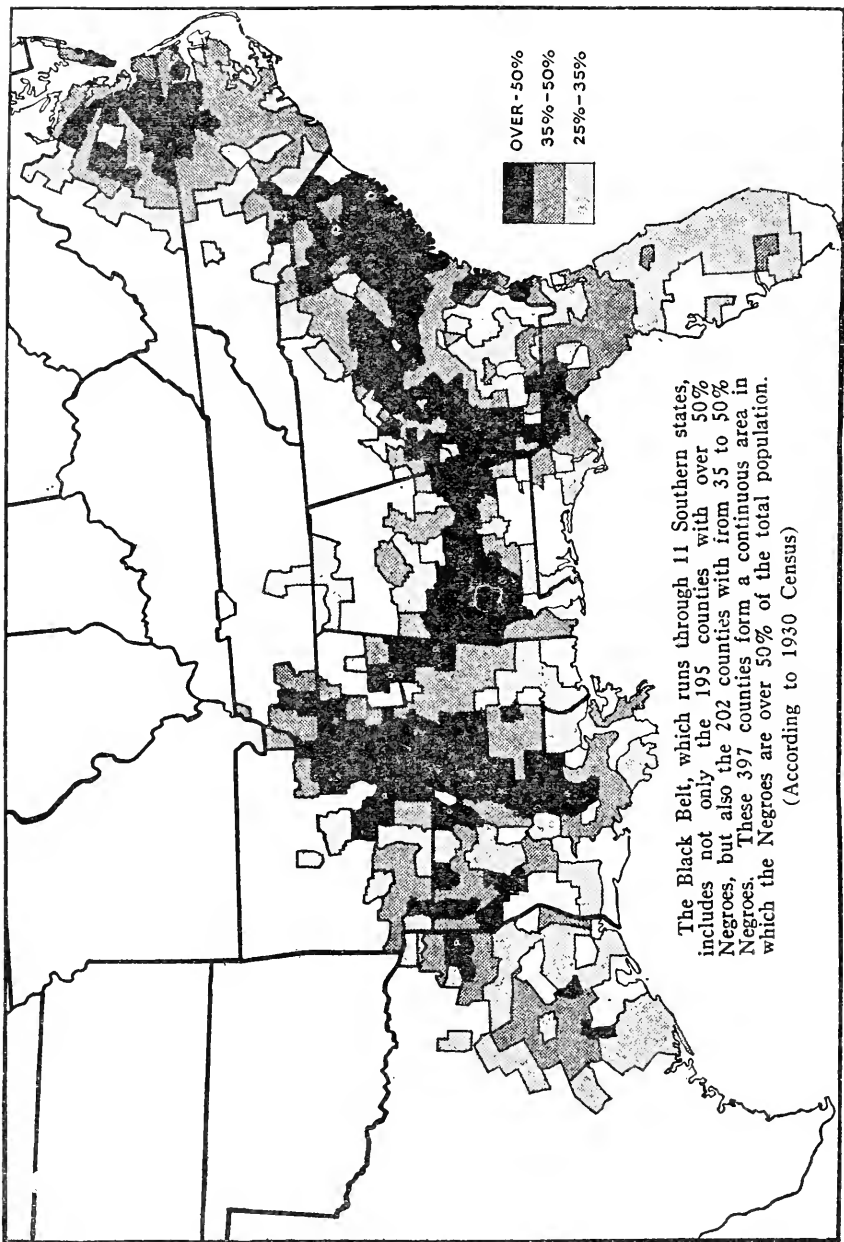 OVER-50%
35%-50%
25%-35%
The Black Belt, which runs through 11 Southern states,
includes not only the 195 counties with over 50%
Negroes, but also the 202 counties with from 35 to 50%
Negroes. These 397 counties form a continuous area in
which the Negroes are over 50% of the total population.
(According to 1930 Census)